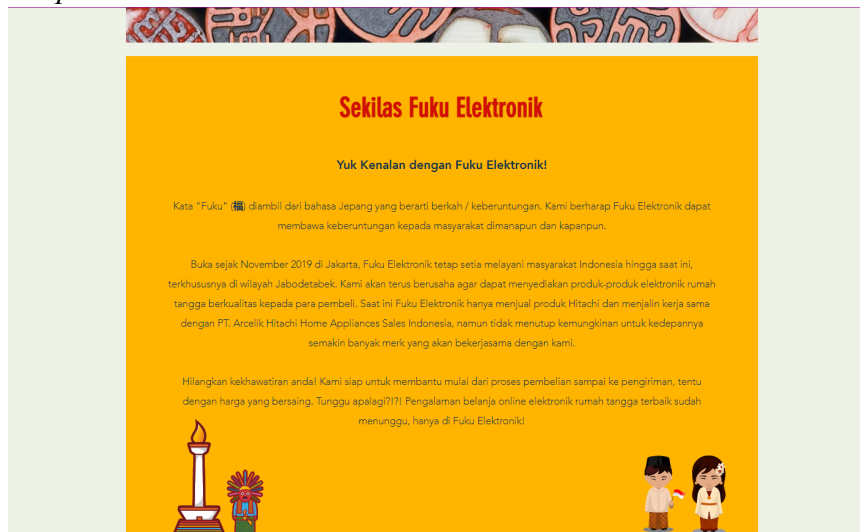 Sekilas Fuku Elektronik
Yuk Kenalan dengan Fuku Elektronik!
Kata "Fuku" (福) diambil dari bahasa Jepang yang berarti berkah / keberuntungan. Kami berharap Fuku Elektronik dapat
membawa keberuntungan kepada masyarakat dimanapun dan kapanpun.
Buka sejak November 2019 di Jakarta, Fuku Elektronik tetap setia melayani masyarakat Indonesia hingga saat ini,
terkhususnya di wilayah Jabodetabek. Kami akan terus berusaha agar dapat menyediakan produk-produk elektronik rumah
tangga berkualitas kepada para pembeli. Saat ini Fuku Elektronik hanya menjual produk Hitachi dan menjalin kerja sama
dengan PT. Arcelik Hitachi Home Appliances Sales Indonesia, namun tidak menutup kemungkinan untuk kedepannya
semakin banyak merk yang akan bekerjasama dengan kami.
Hilangkan kekhawatiran anda! Kami siap untuk membantu mulai dari proses pembelian sampai ke pengiriman, tentu
dengan harga yang bersaing. Tunggu apalagi?!?! Pengalaman belanja online elektronik rumah tangga terbaik sudah
menunggu, hanya di Fuku Elektronik!